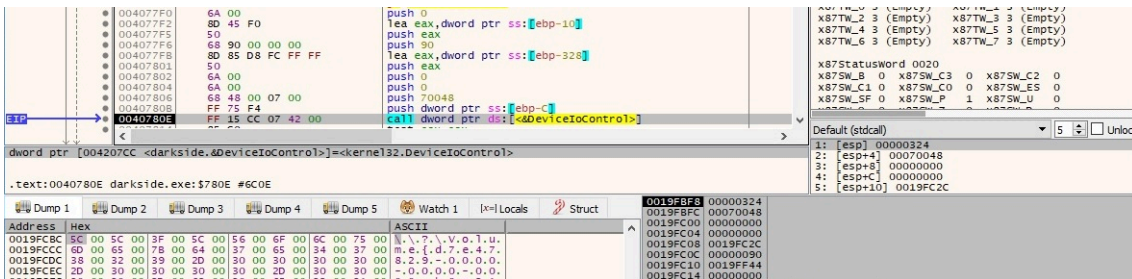 004077F0 6A 00 push 0
004077F2 8D 45 F0 lea eax,dword ptr ss:[ebp-10]
004077F5 50 push eax
004077F6 68 90 00 00 00 push 90
8D 85 D8 FC FF FF lea eax,dword ptr ss:[ebp-328]
00407801 50 push eax
00407802 6A 00 push 0
00407804 6A 00 push 0
00407806 68 48 00 07 00 push 70048
0040780B FF 75 F4 push dword ptr ss:[ebp-C]
EIP 0040780E FF 15 CC 07 42 00 call dword ptr ds:[<&DeviceIoControl>]
dword ptr [004207CC <darkside.&DeviceIoControl>]=<kernel32.DeviceIoControl>
.text:0040780E darkside.exe:$780E #6C0E
x87TW_4 3 (Empty) x87TW_5 3 (Empty)
x87TW_6 3 (Empty) x87TW_7 3 (Empty)
x87StatusWord 0020
x87SW_B 0 x87SW_C3 0 x87SW_C2 0
x87SW_C1 0 x87SW_C0 0 x87SW_ES 0
x87SW_SF 0 x87SW_P 1 x87SW_U 0
Default (stdcall) 5 Unloc
1: [esp] 00000324
2: [esp+4] 00070048
3: [esp+8] 00000000
4: [esp+C] 00000000
5: [esp+10] 0019FC2C
Dump 1 Dump 2 Dump 3 Dump 4 Dump 5 Watch 1 [x=] Locals Struct
Address Hex ASCII
0019FCBC 5C 00 5C 00 3F 00 5C 00 56 00 6F 00 6C 00 75 00 \.\.?.\.V.o.l.u.
0019FCCC 6D 00 65 00 7B 00 64 00 37 00 65 00 34 00 37 00 m.e.{.d.7.e.4.7.
0019FCDC 38 00 32 00 39 00 2D 00 30 00 30 00 30 00 30 00 8.2.9.-.0.0.0.0.
0019FCEC 2D 00 30 00 30 00 30 00 30 00 2D 00 30 00 30 00 -.0.0.0.0.-.0.0.
0019FBF8 00000324
0019FBFC 00070048
0019FC00 00000000
0019FC04 00000000
0019FC08 0019FC2C
0019FC0C 00000090
0019FC10 0019FF44
0019FC14 00000000